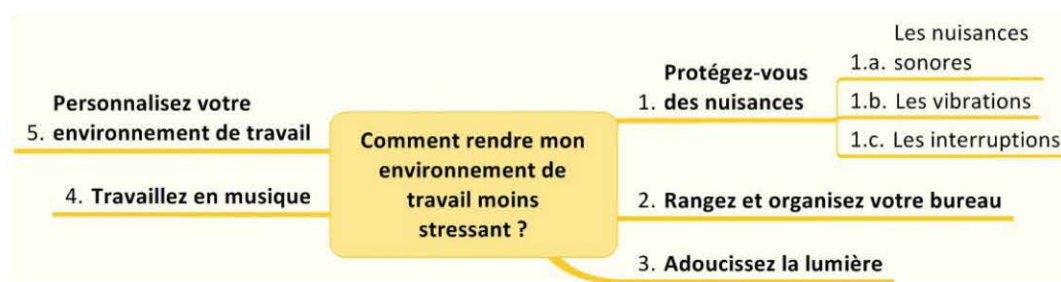 Comment rendre mon
environnement de
travail moins
stressant ?
Protégez-vous
1. des nuisances
Les nuisances
1.a. sonores
1.b. Les vibrations
1.c. Les interruptions
2. Rangez et organisez votre bureau
3. Adoucissez la lumière
4. Travaillez en musique
Personnalisez votre
5. environnement de travail